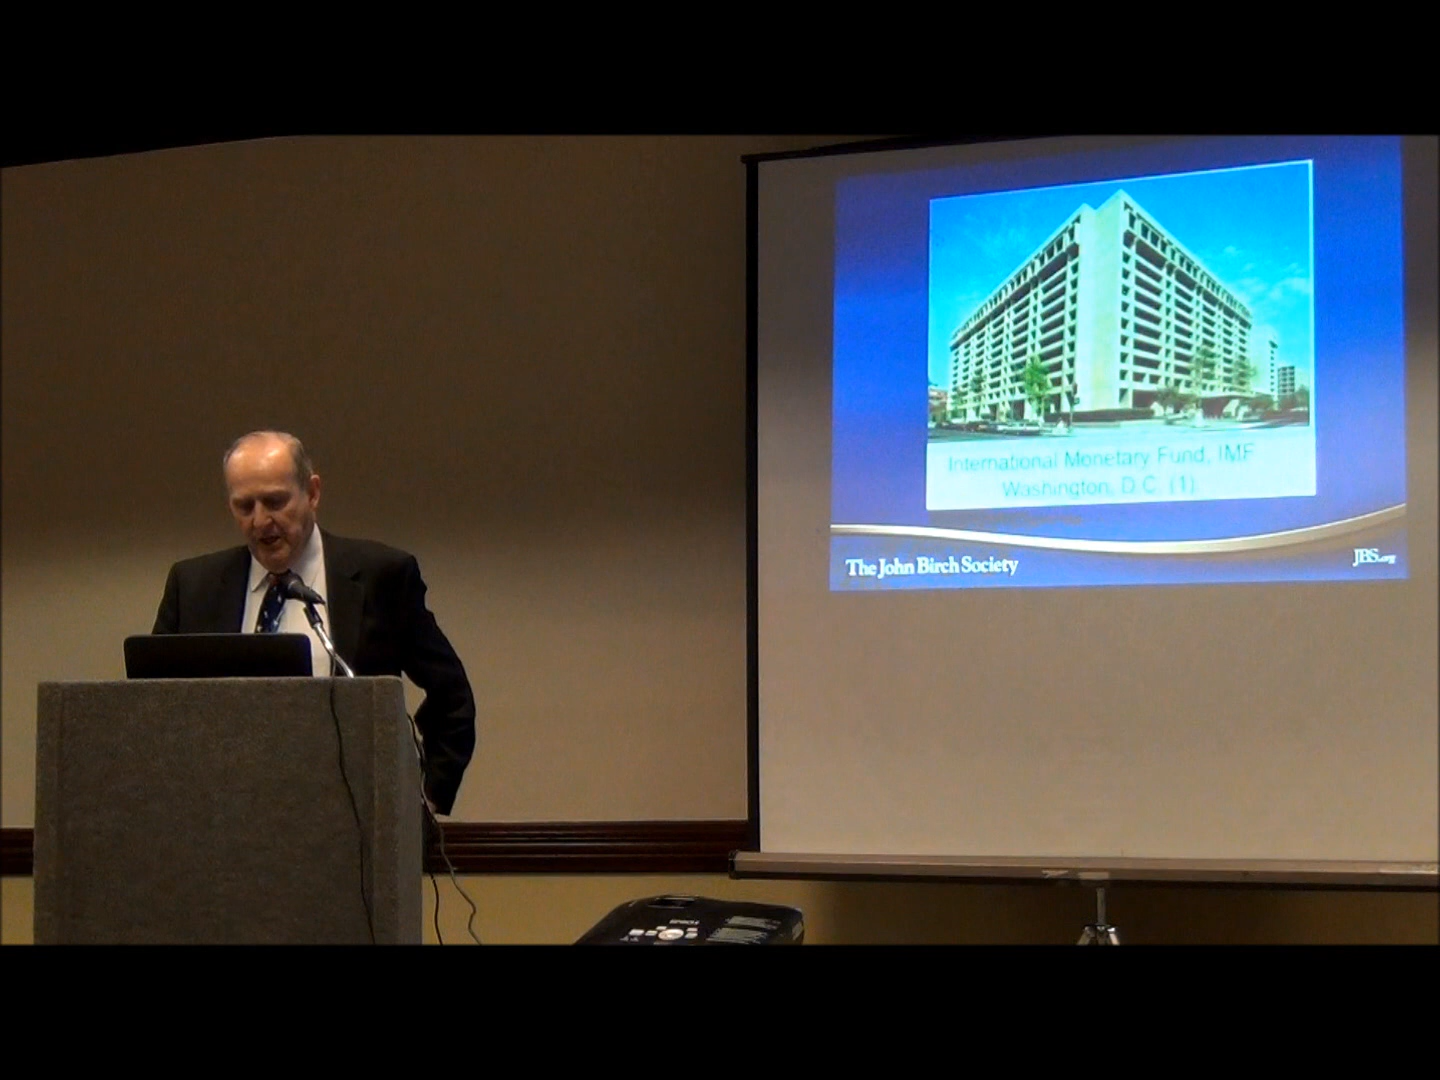 International Monetary Fund, IMF
Washington, D.C. (1)
The John Birch Society
JBS.org